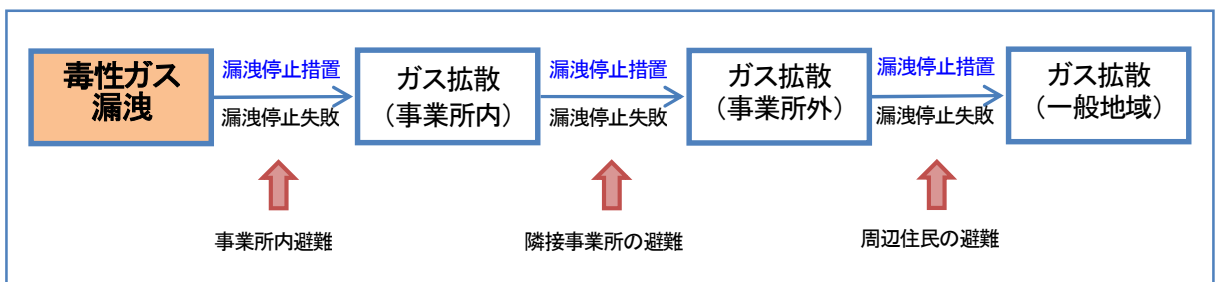 毒性ガス
漏洩
漏洩停止措置
漏洩停止失敗
ガス拡散
（事業所内）
漏洩停止措置
漏洩停止失敗
ガス拡散
（事業所外）
漏洩停止措置
漏洩停止失敗
ガス拡散
（一般地域）
事業所内避難
隣接事業所の避難
周辺住民の避難